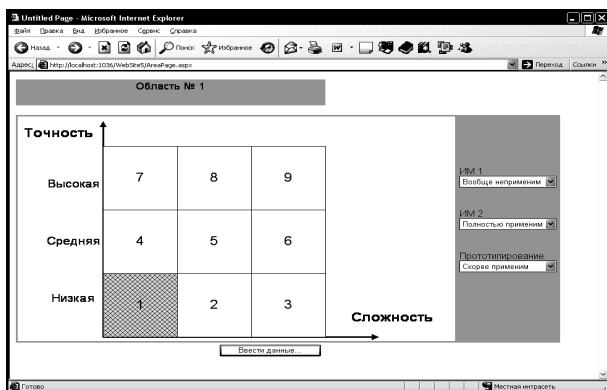 Untitled Page - Microsoft Internet Explorer
Файл Правка Вид Избранное Сервис Справка
Назад Поиск Избранное
Адрес: http://localhost:1036/WebSite5/AreaPage.aspx Переход Ссылки »
Область № 1
Точность
Высокая 7 8 9
Средняя 4 5 6
Низкая 1 2 3
Сложность
ИМ 1
Вообще неприменим
ИМ 2
Полностью применим
Прототипирование
Скорее применим
Ввести данные...
Готово Местная интрасеть